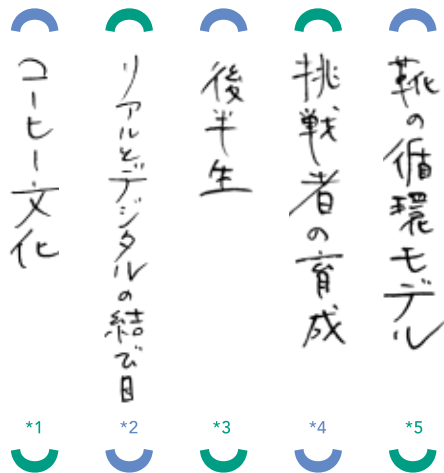 コーヒー文化
*1
リアルとデジタルの結び目
*2
後半生
*3
挑戦者の育成
*4
靴の循環モデル
*5